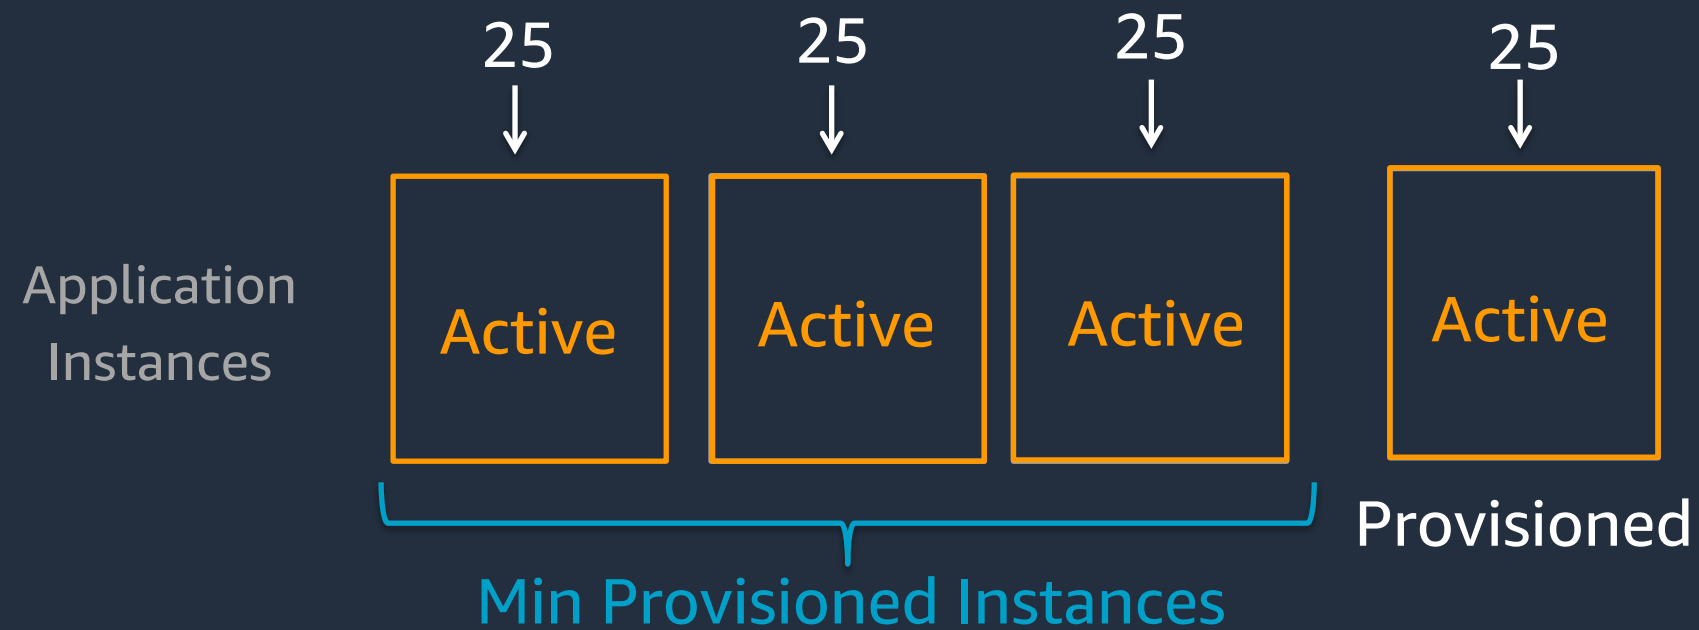 25 25 25 25
Application
Instances
Active Active Active Active
Provisioned
Min Provisioned Instances